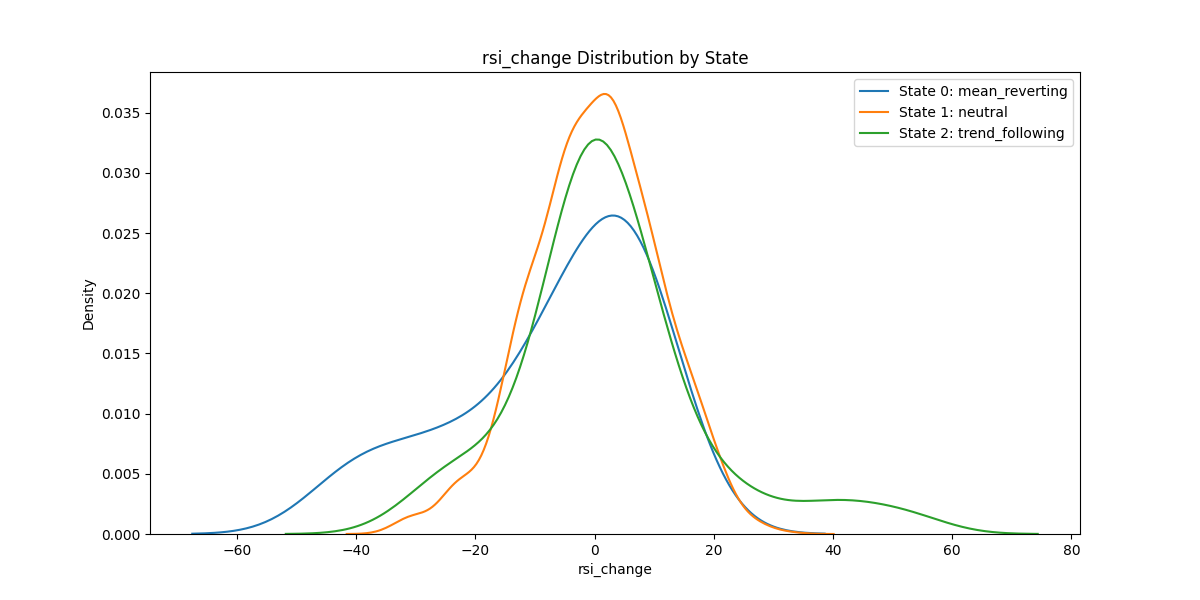 rsi_change Distribution by State
State 0: mean_reverting
State 1: neutral
State 2: trend_following
Density
0.035
0.030
0.025
0.020
0.015
0.010
0.005
0.000
−60 −40 −20 0 20 40 60 80
rsi_change